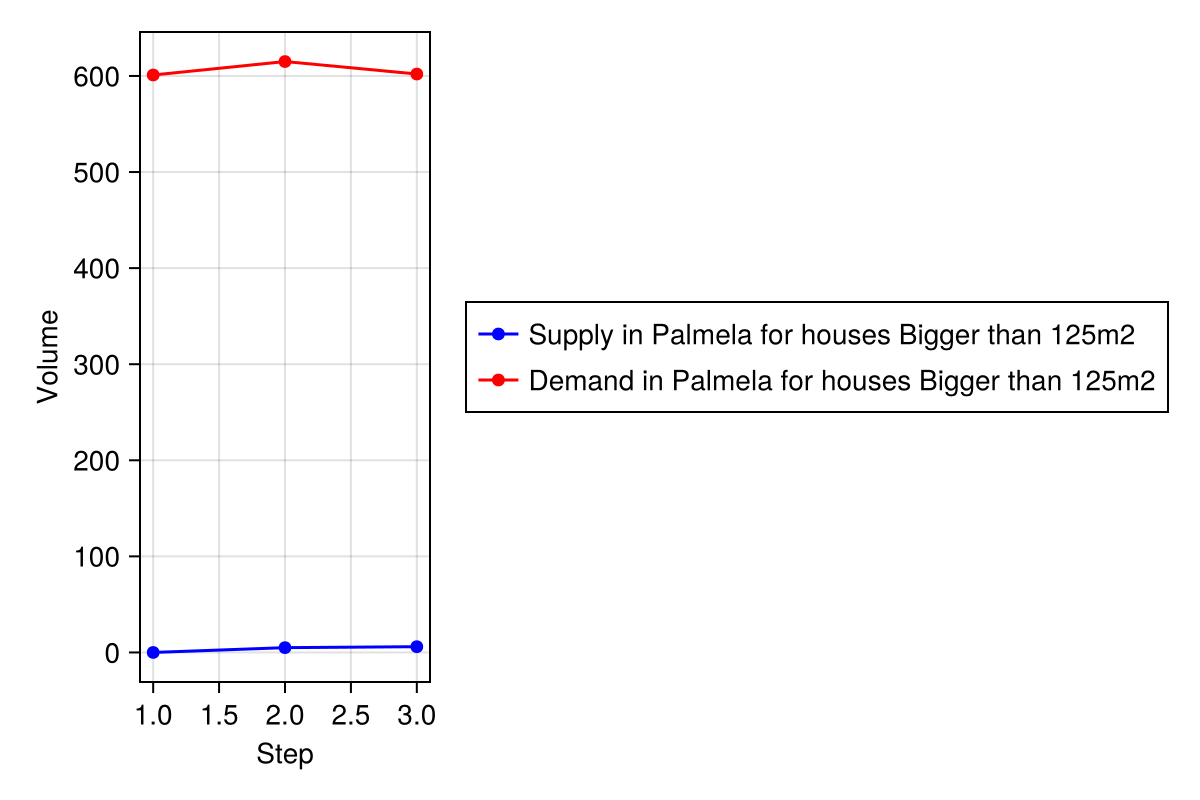 600
500
400
300
200
100
0
Volume
1.0 1.5 2.0 2.5 3.0
Step
Supply in Palmela for houses Bigger than 125m2
Demand in Palmela for houses Bigger than 125m2